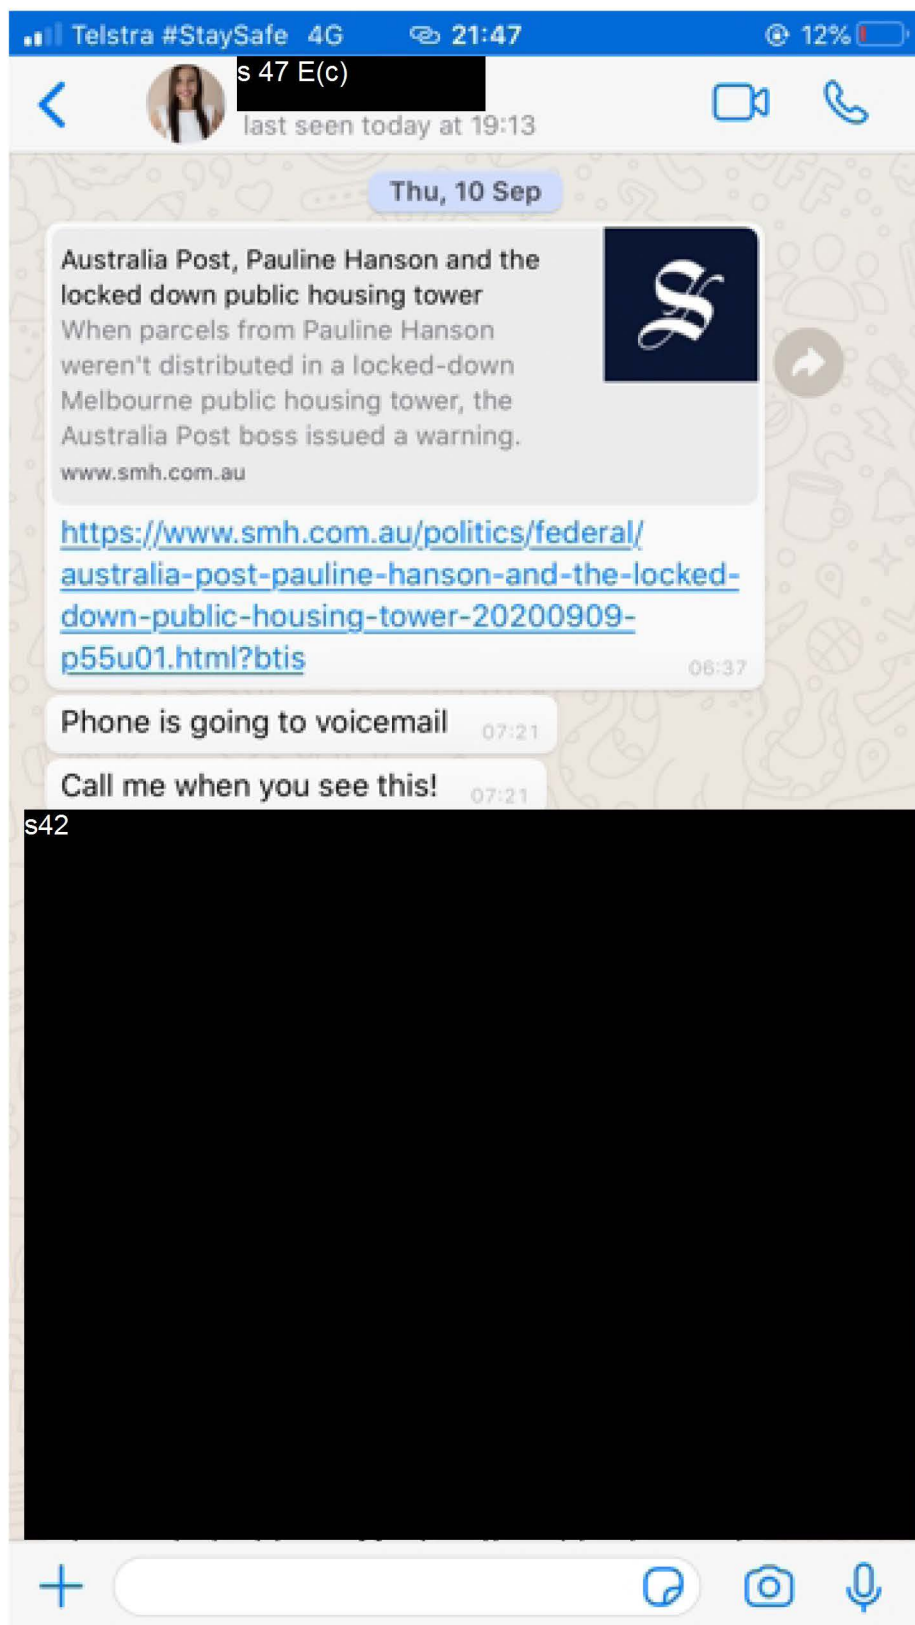 Telstra #StaySafe 4G 21:47 12%
s 47 E(c)
last seen today at 19:13
Thu, 10 Sep
Australia Post, Pauline Hanson and the
locked down public housing tower
When parcels from Pauline Hanson
weren't distributed in a locked-down
Melbourne public housing tower, the
Australia Post boss issued a warning.
www.smh.com.au
https://www.smh.com.au/politics/federal/
australia-post-pauline-hanson-and-the-locked-
down-public-housing-tower-20200909-
p55u01.html?btis
06:37
Phone is going to voicemail 07:21
Call me when you see this! 07:21
s42